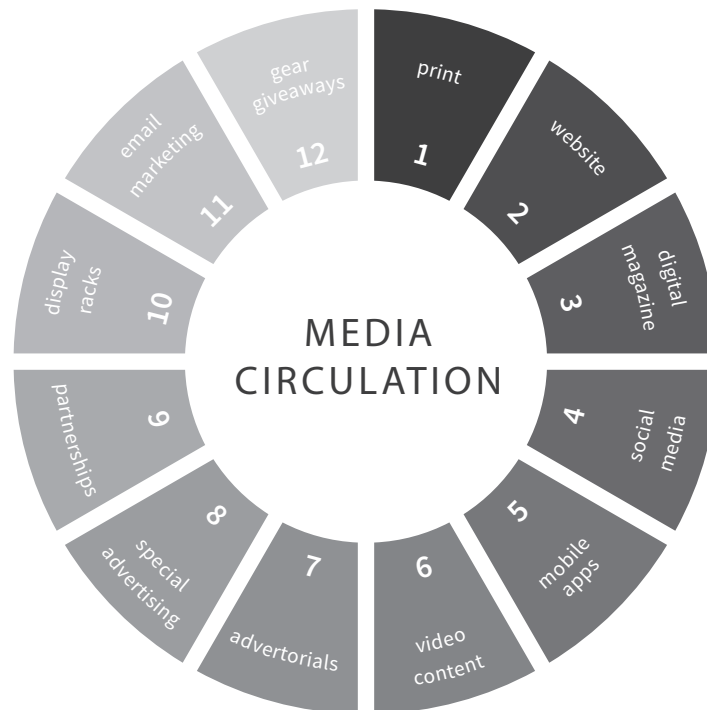 MEDIA
CIRCULATION
print
1
website
2
digital
magazine
3
social
media
4
mobile
apps
5
video
content
6
advertorials
7
special
advertising
8
partnerships
9
display
racks
10
email
marketing
11
gear
giveaways
12